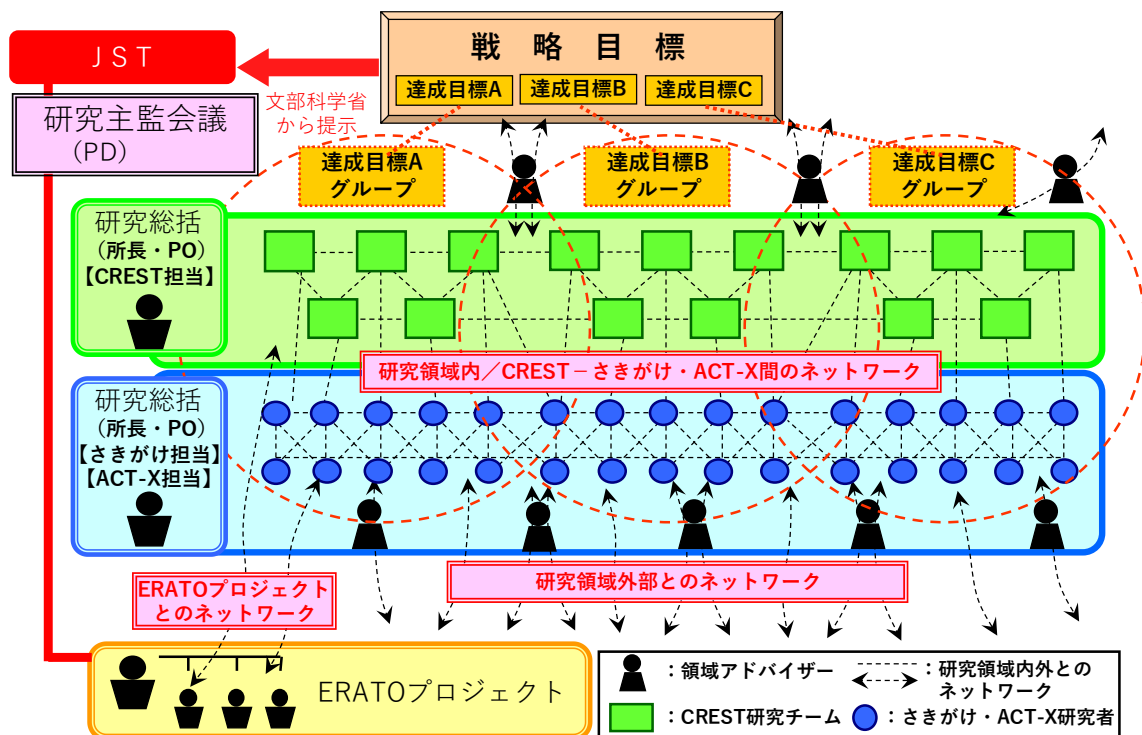 戦略目標
JST
達成目標A
達成目標B
達成目標C
文部科学省
から提示
研究主監会議
（PD）
達成目標A
グループ
達成目標B
グループ
達成目標C
グループ
研究総括
（所長・PO）
【CREST担当】
研究領域内／CREST－さきがけ・ACT-X間のネットワーク
研究総括
（所長・PO）
【さきがけ担当】
【ACT-X担当】
ERATOプロジェクト
とのネットワーク
研究領域外部とのネットワーク
ERATOプロジェクト
：領域アドバイザー
：研究領域内外との
ネットワーク
：CREST研究チーム
：さきがけ・ACT-X研究者